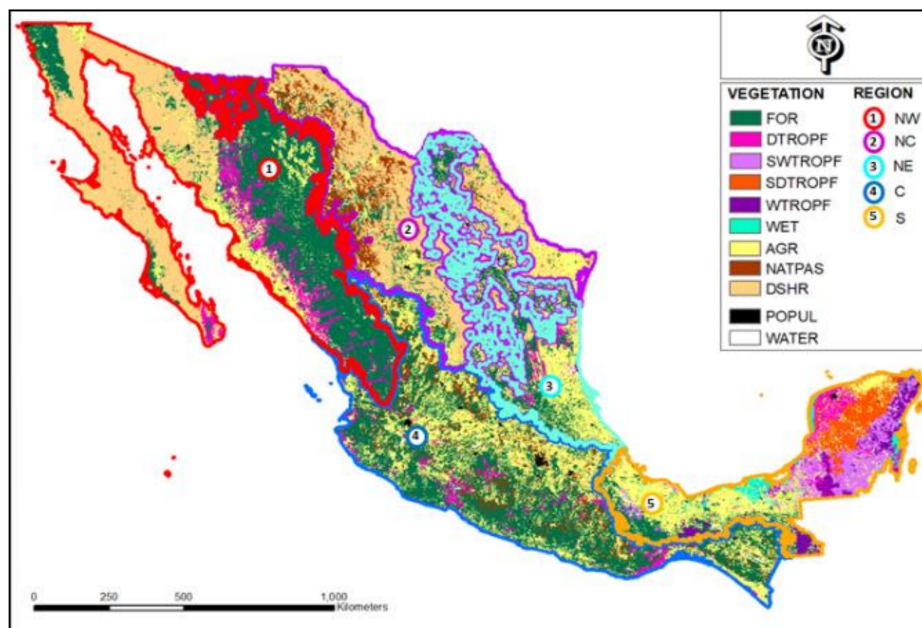 N
VEGETATION
FOR
DTROPF
SWTROPF
SDTROPF
WTROPF
WET
AGR
NATPAS
DSHR
POPUL
WATER
REGION
1 NW
2 NC
3 NE
4 C
5 S
1
2
3
4
5
0 250 500 1,000
Kilometers